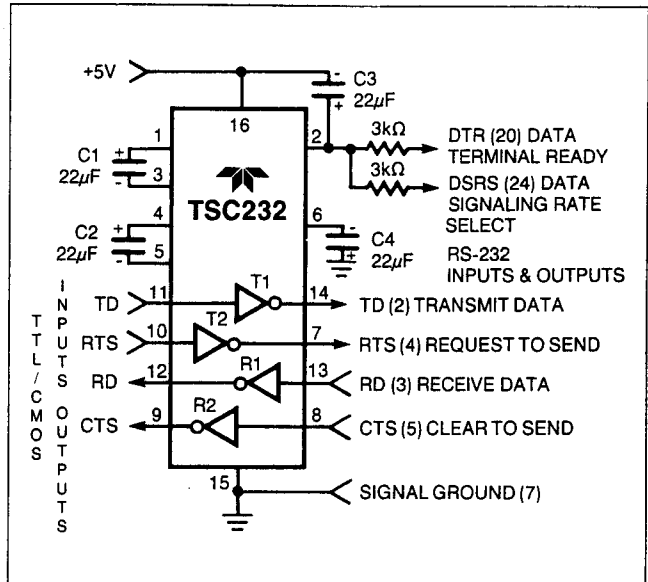 +5V
C3
22µF
-
+
16
1
2
3kΩ
DTR (20) DATA
TERMINAL READY
C1
22µF
+
-
3
3kΩ
DSRS (24) DATA
SIGNALING RATE
SELECT
TSC232
4
6
C2
22µF
+
-
5
-
+
C4
22µF
RS-232
INPUTS & OUTPUTS
TTL/CMOS
INPUTS OUTPUTS
TD
11
T1
14
TD (2) TRANSMIT DATA
RTS
10
T2
7
RTS (4) REQUEST TO SEND
RD
12
R1
13
RD (3) RECEIVE DATA
CTS
9
R2
8
CTS (5) CLEAR TO SEND
15
SIGNAL GROUND (7)